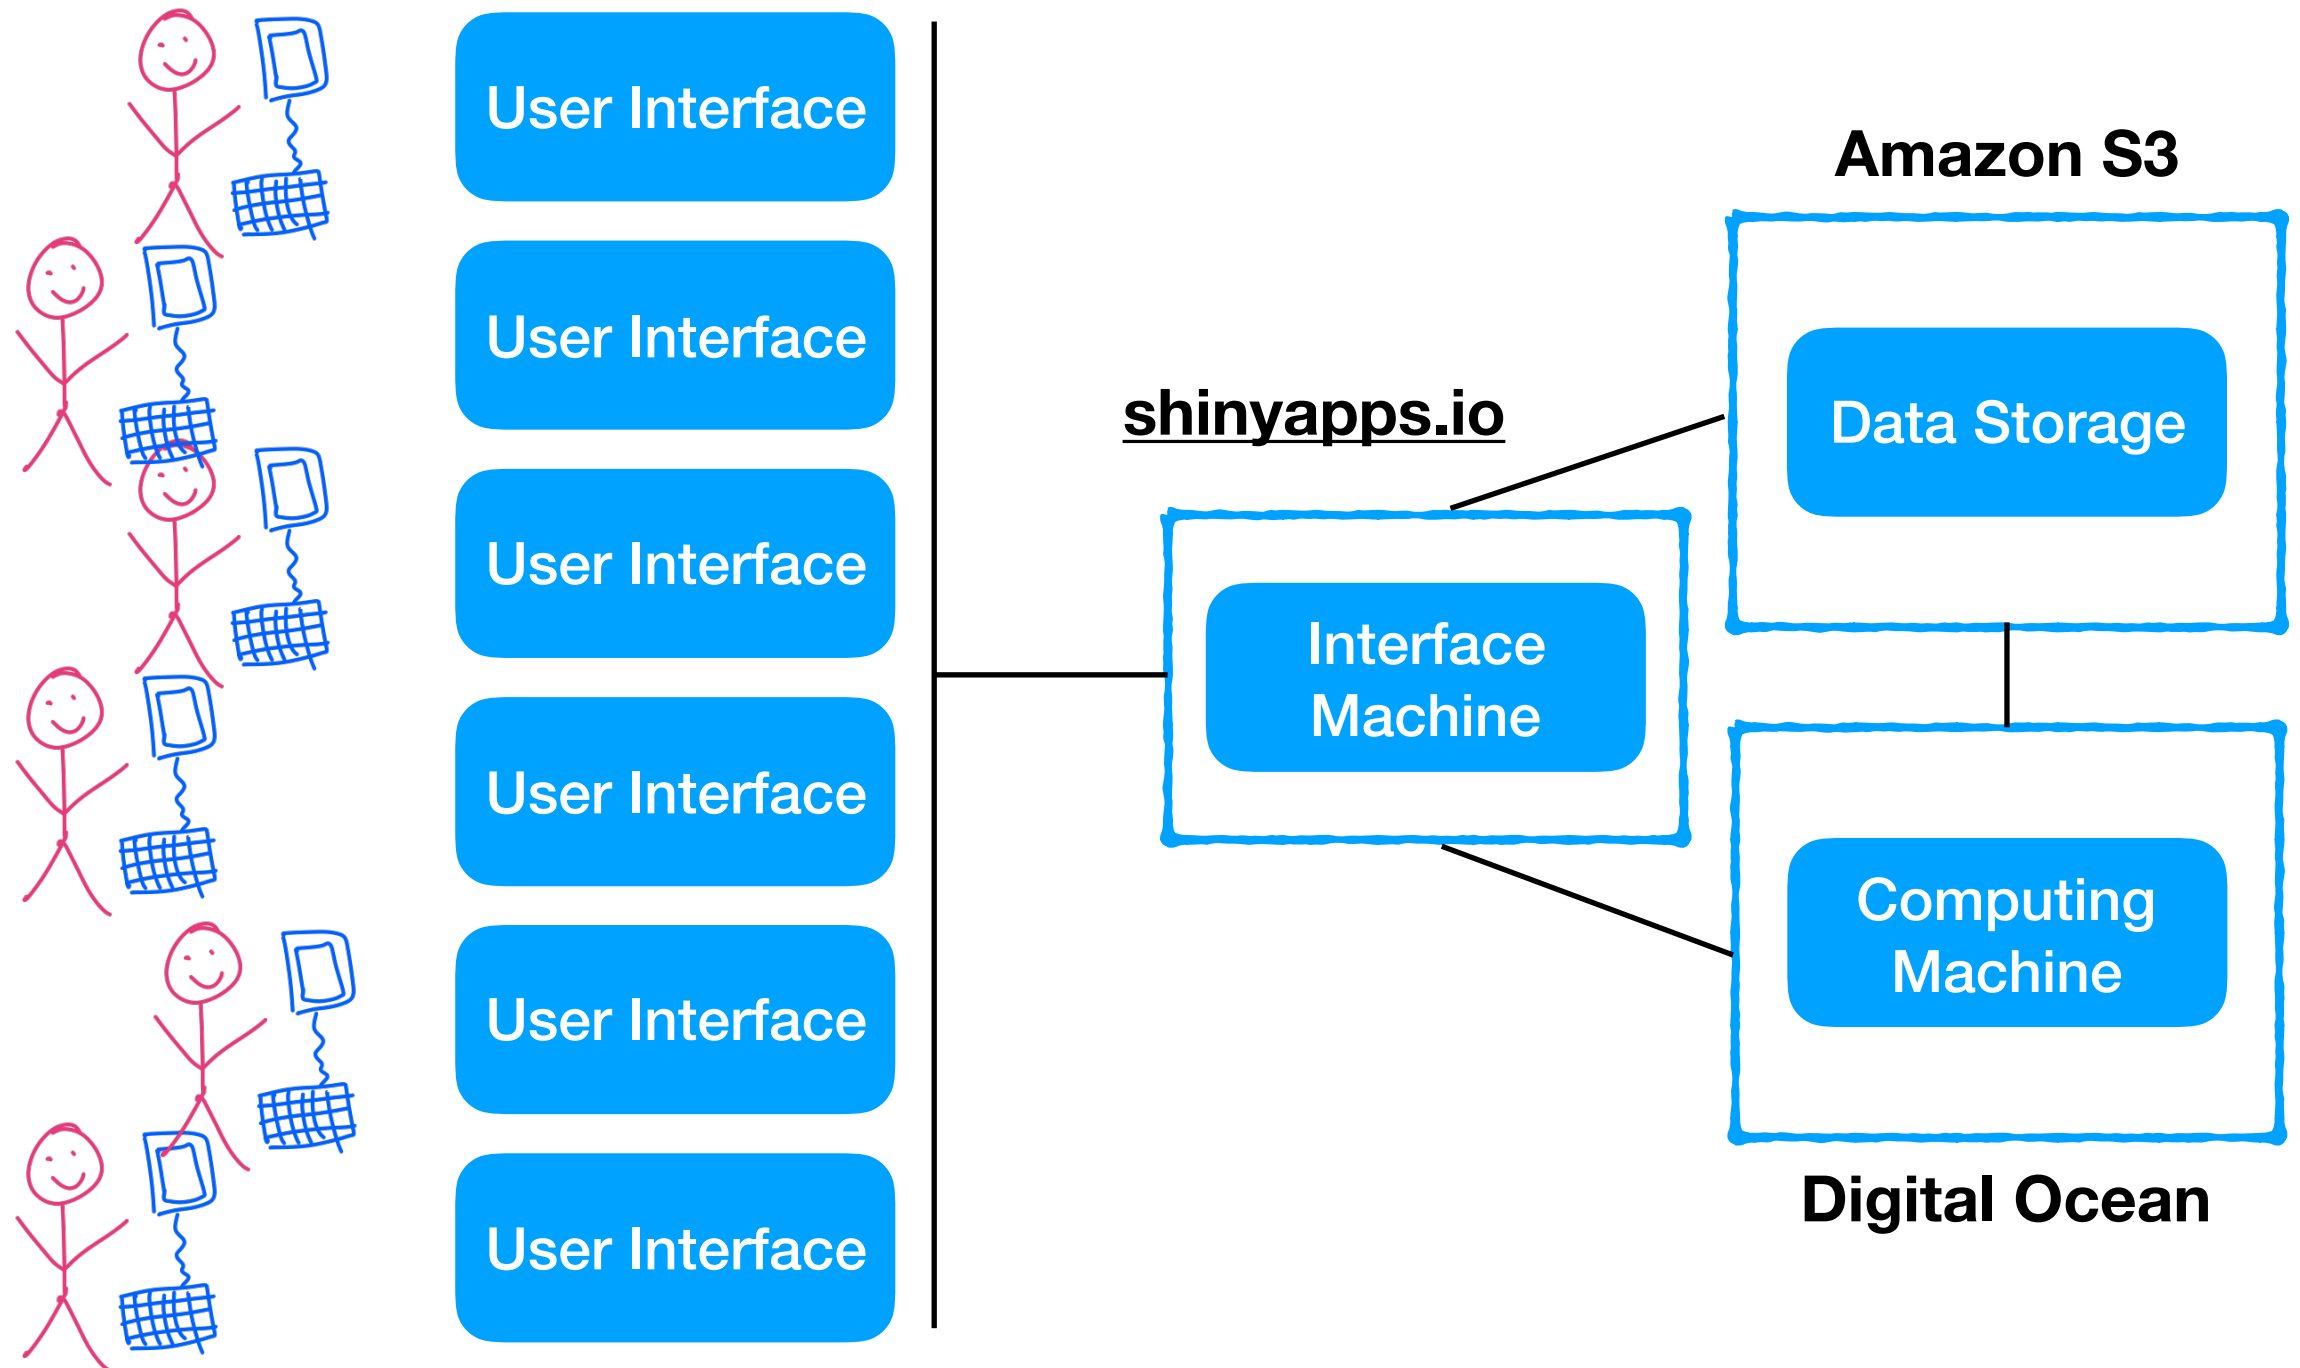 User Interface
User Interface
User Interface
User Interface
User Interface
User Interface
shinyapps.io
Interface
Machine
Amazon S3
Data Storage
Computing
Machine
Digital Ocean